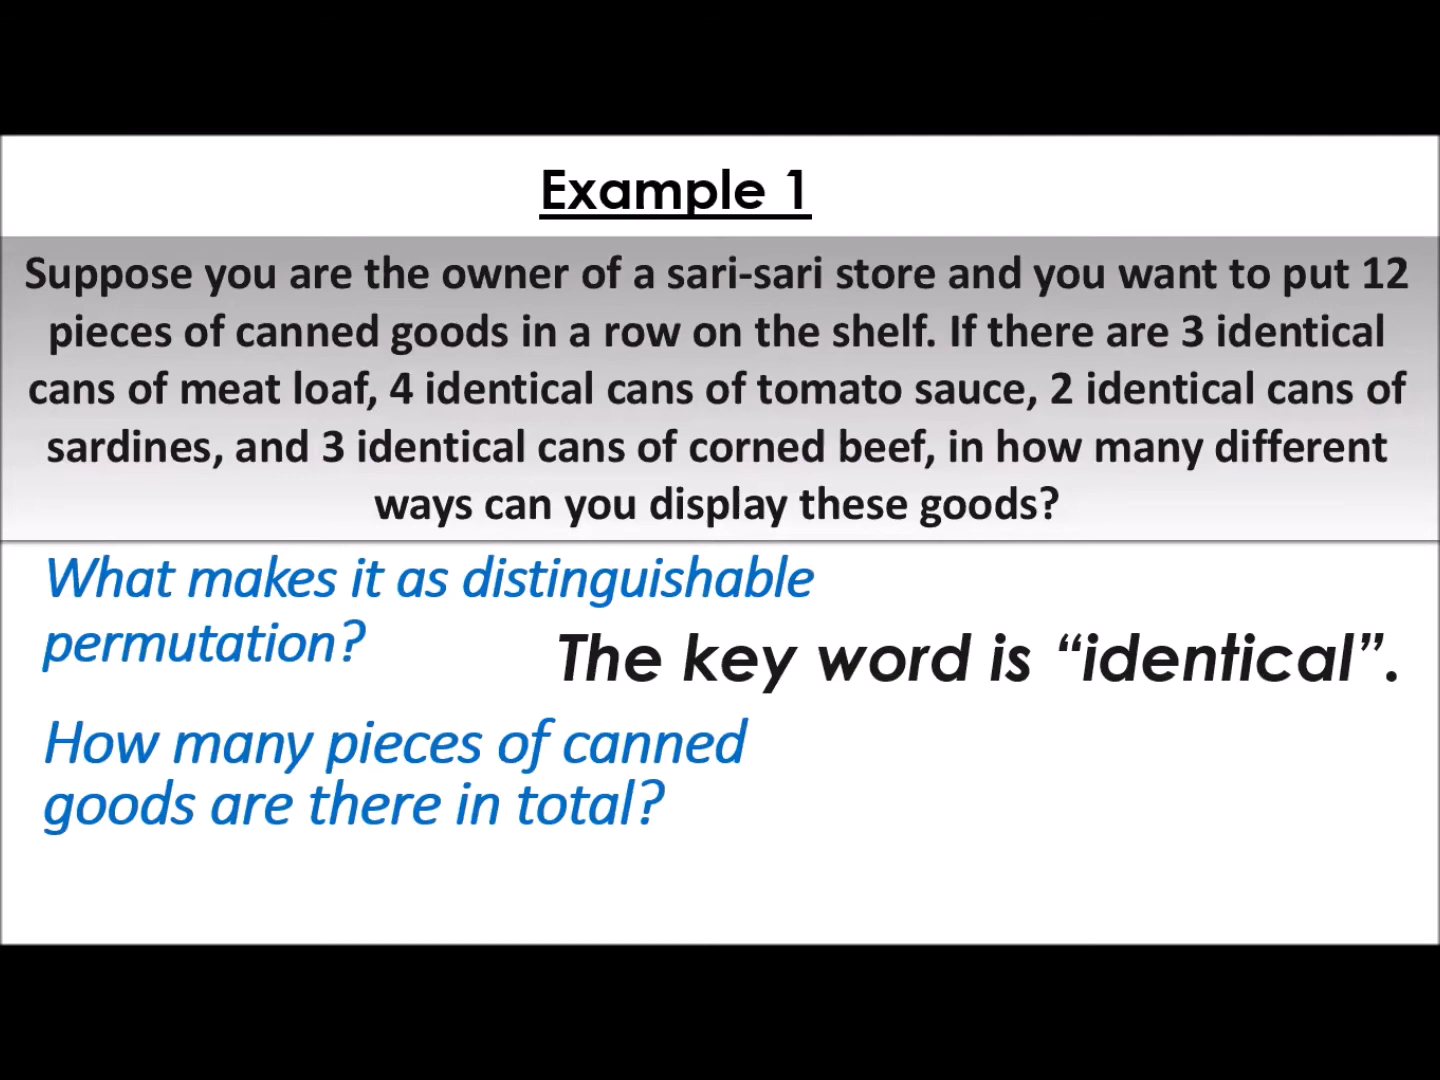 Example 1
Suppose you are the owner of a sari-sari store and you want to put 12
pieces of canned goods in a row on the shelf. If there are 3 identical
cans of meat loaf, 4 identical cans of tomato sauce, 2 identical cans of
sardines, and 3 identical cans of corned beef, in how many different
ways can you display these goods?
What makes it as distinguishable
permutation?
The key word is “identical”.
How many pieces of canned
goods are there in total?